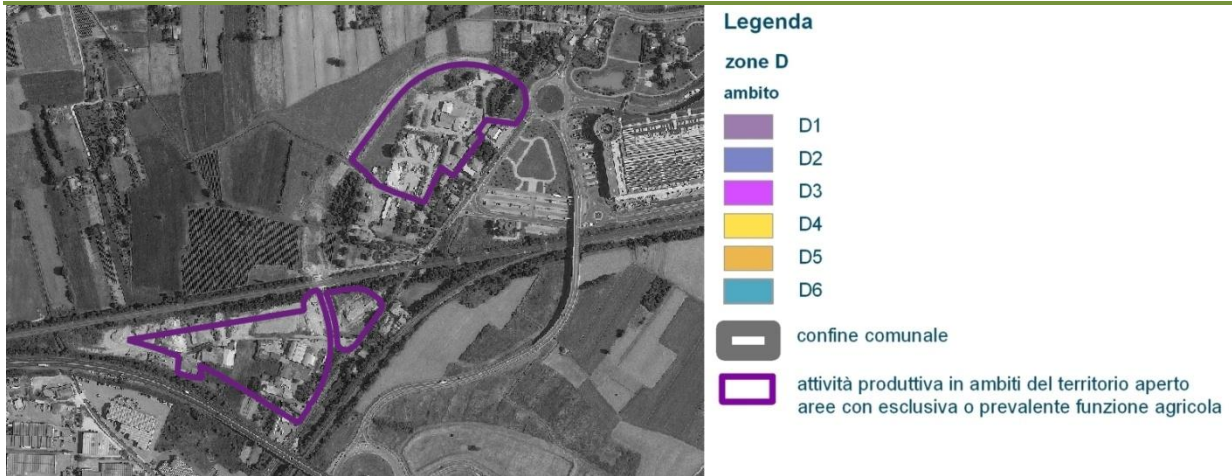 Legenda
zone D
ambito
D1
D2
D3
D4
D5
D6
confine comunale
attività produttiva in ambiti del territorio aperto
aree con esclusiva o prevalente funzione agricola